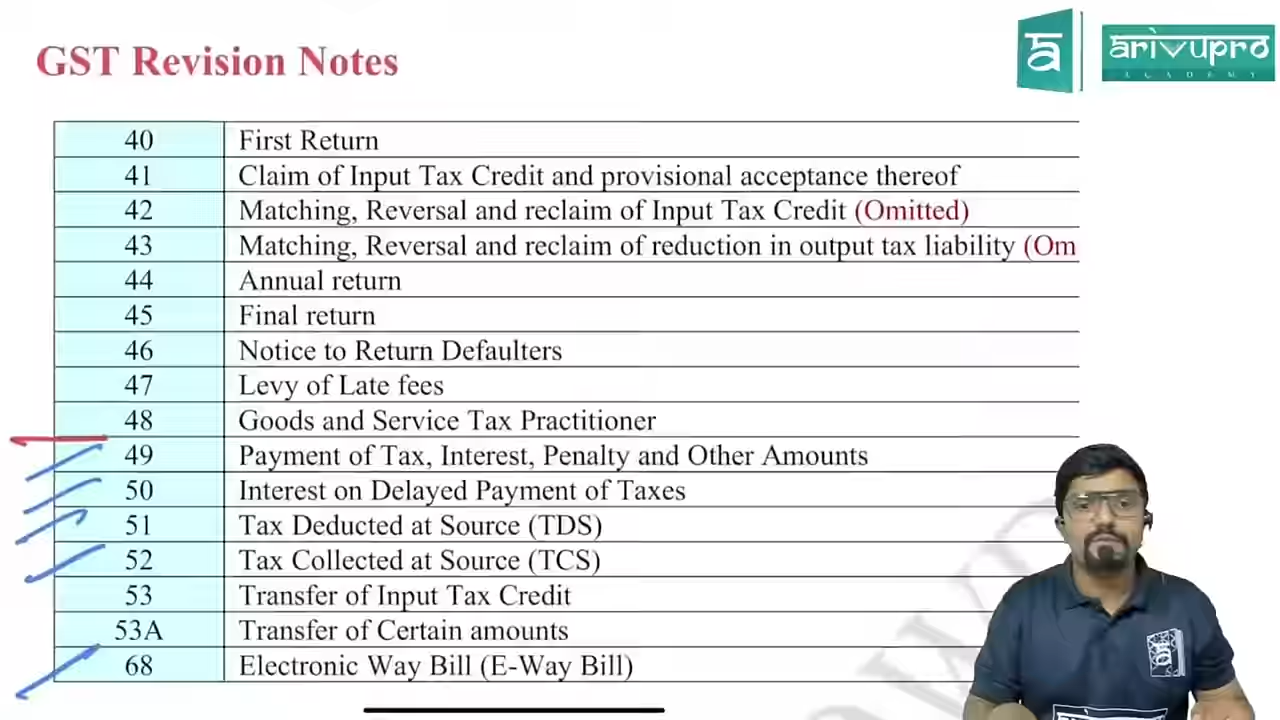 GST Revision Notes
arivupro
ACADEMY
40 First Return
41 Claim of Input Tax Credit and provisional acceptance thereof
42 Matching, Reversal and reclaim of Input Tax Credit (Omitted)
43 Matching, Reversal and reclaim of reduction in output tax liability (Om
44 Annual return
45 Final return
46 Notice to Return Defaulters
47 Levy of Late fees
48 Goods and Service Tax Practitioner
49 Payment of Tax, Interest, Penalty and Other Amounts
50 Interest on Delayed Payment of Taxes
51 Tax Deducted at Source (TDS)
52 Tax Collected at Source (TCS)
53 Transfer of Input Tax Credit
53A Transfer of Certain amounts
68 Electronic Way Bill (E-Way Bill)